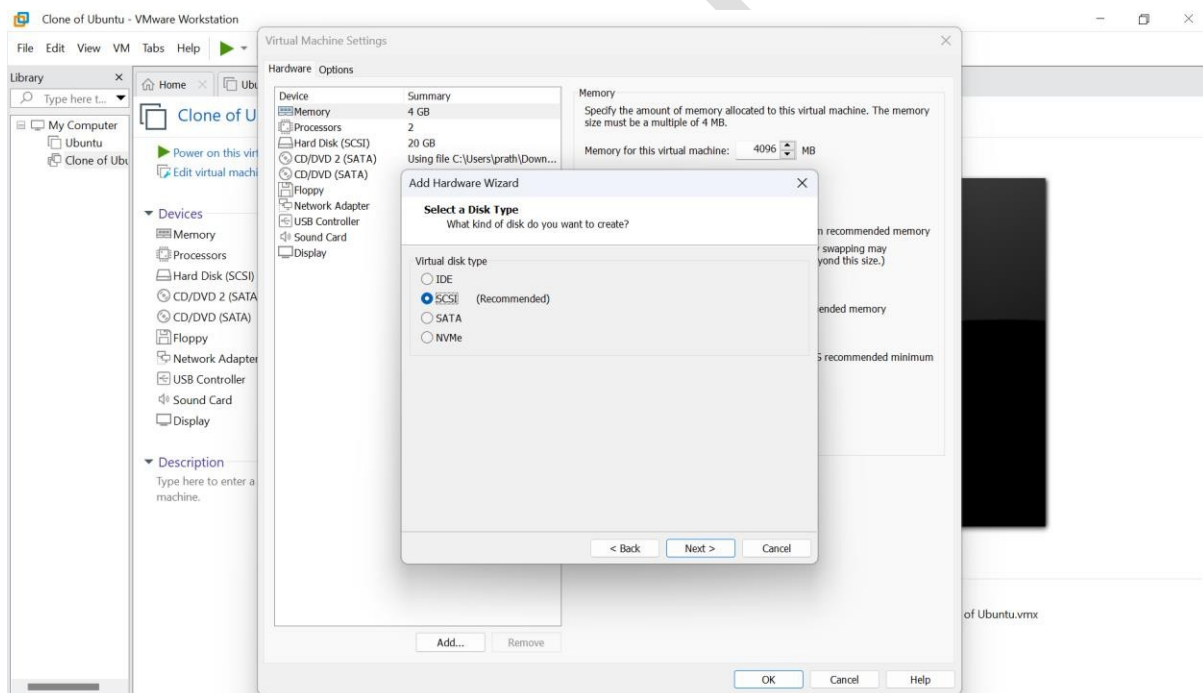 Clone of Ubuntu - VMware Workstation
File Edit View VM Tabs Help
Library
Type here t...
My Computer
Ubuntu
Clone of Ubu
Home
Ubu
Clone of U
Power on this virt
Edit virtual machi
Devices
Memory
Processors
Hard Disk (SCSI)
CD/DVD 2 (SATA
CD/DVD (SATA)
Floppy
Network Adapter
USB Controller
Sound Card
Display
Description
Type here to enter a
machine.
Virtual Machine Settings
Hardware Options
Device Summary
Memory 4 GB
Processors 2
Hard Disk (SCSI) 20 GB
CD/DVD 2 (SATA) Using file C:\Users\prath\Down...
CD/DVD (SATA)
Floppy
Network Adapter
USB Controller
Sound Card
Display
Memory
Specify the amount of memory allocated to this virtual machine. The memory
size must be a multiple of 4 MB.
Memory for this virtual machine: 4096 MB
recommended memory
swapping may
yond this size.)
ended memory
recommended minimum
Add Hardware Wizard
Select a Disk Type
What kind of disk do you want to create?
Virtual disk type
IDE
SCSI (Recommended)
SATA
NVMe
< Back Next > Cancel
Add... Remove
OK Cancel Help
of Ubuntu.vmx